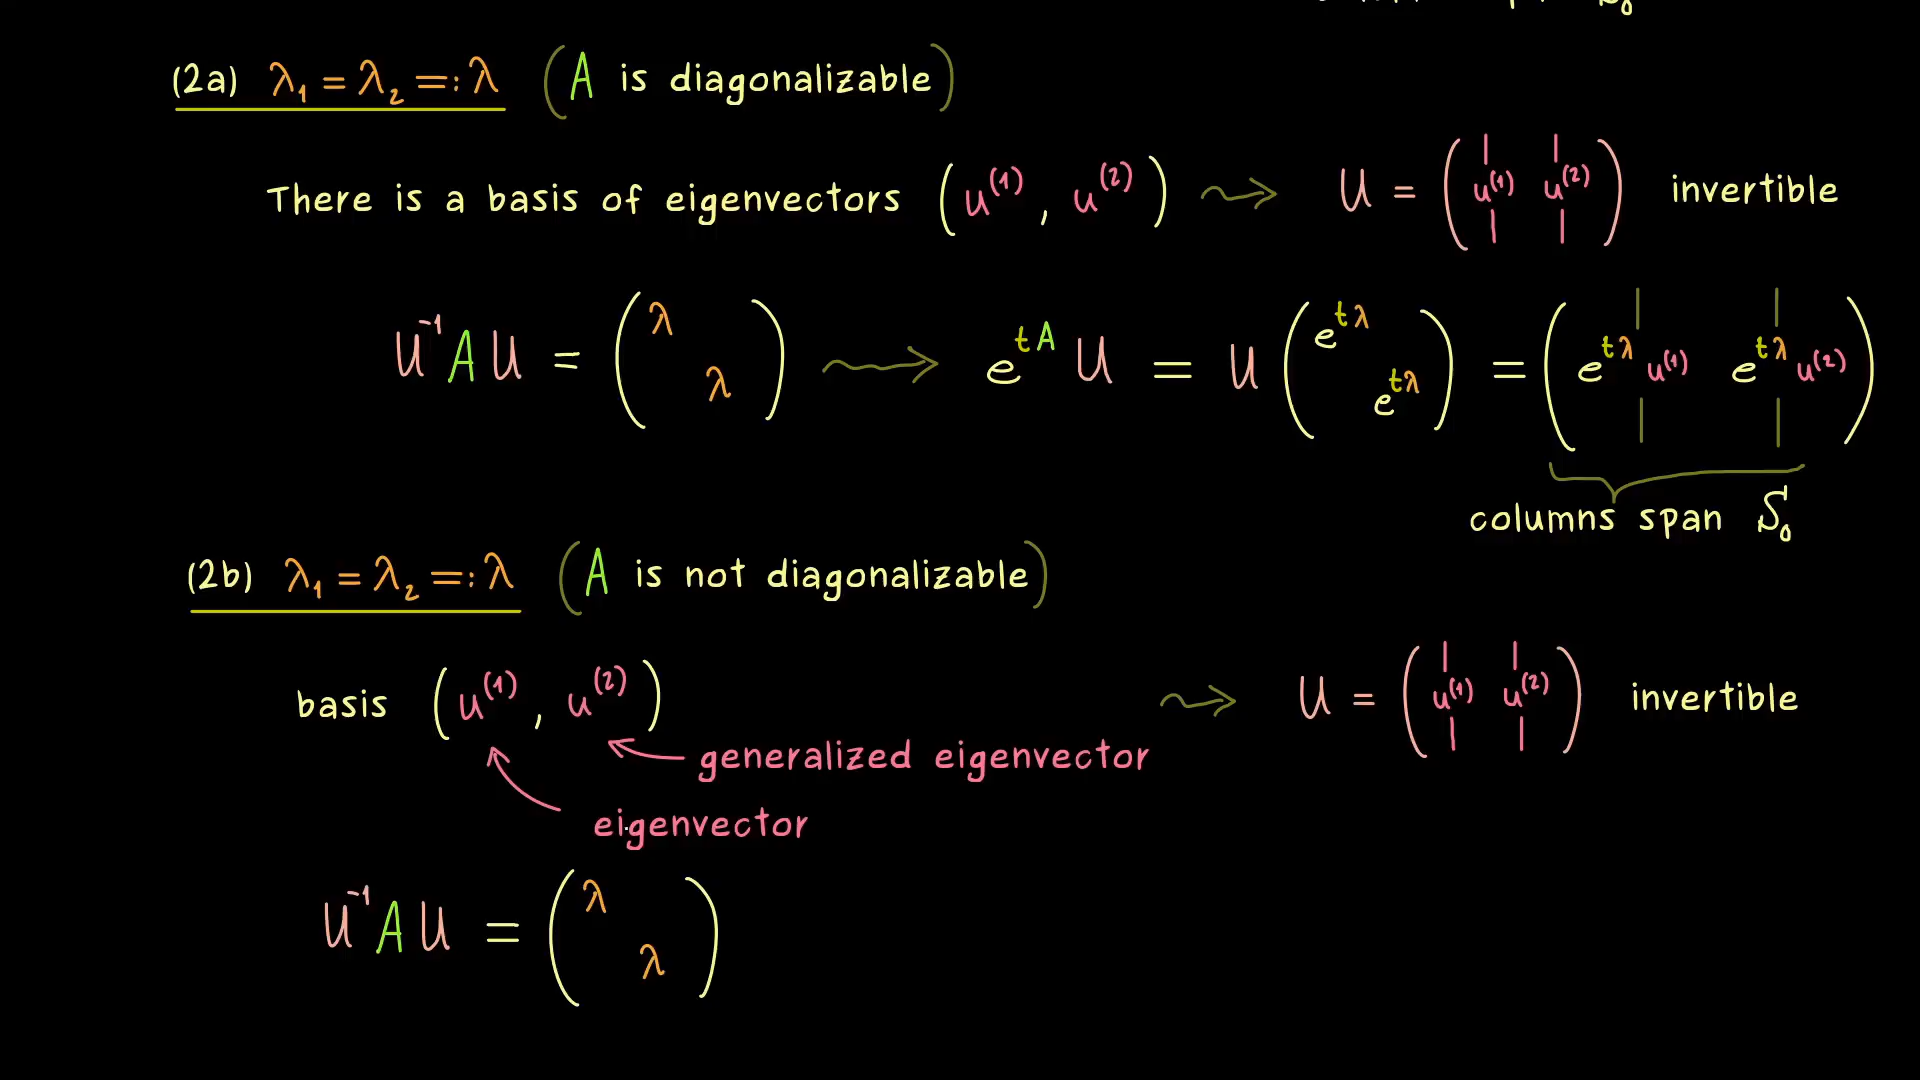 (2a) λ₁ = λ₂ =: λ (A is diagonalizable)
There is a basis of eigenvectors (u⁽¹⁾, u⁽²⁾) ⇝ U = (u⁽¹⁾ u⁽²⁾) invertible
U⁻¹AU = (λ λ) ⇝ e^{tA} U = U (e^{tλ} e^{tλ}) = (e^{tλ} u⁽¹⁾ e^{tλ} u⁽²⁾)
columns span S₀
(2b) λ₁ = λ₂ =: λ (A is not diagonalizable)
basis (u⁽¹⁾, u⁽²⁾) ⇝ U = (u⁽¹⁾ u⁽²⁾) invertible
generalized eigenvector
eigenvector
U⁻¹AU = (λ λ)